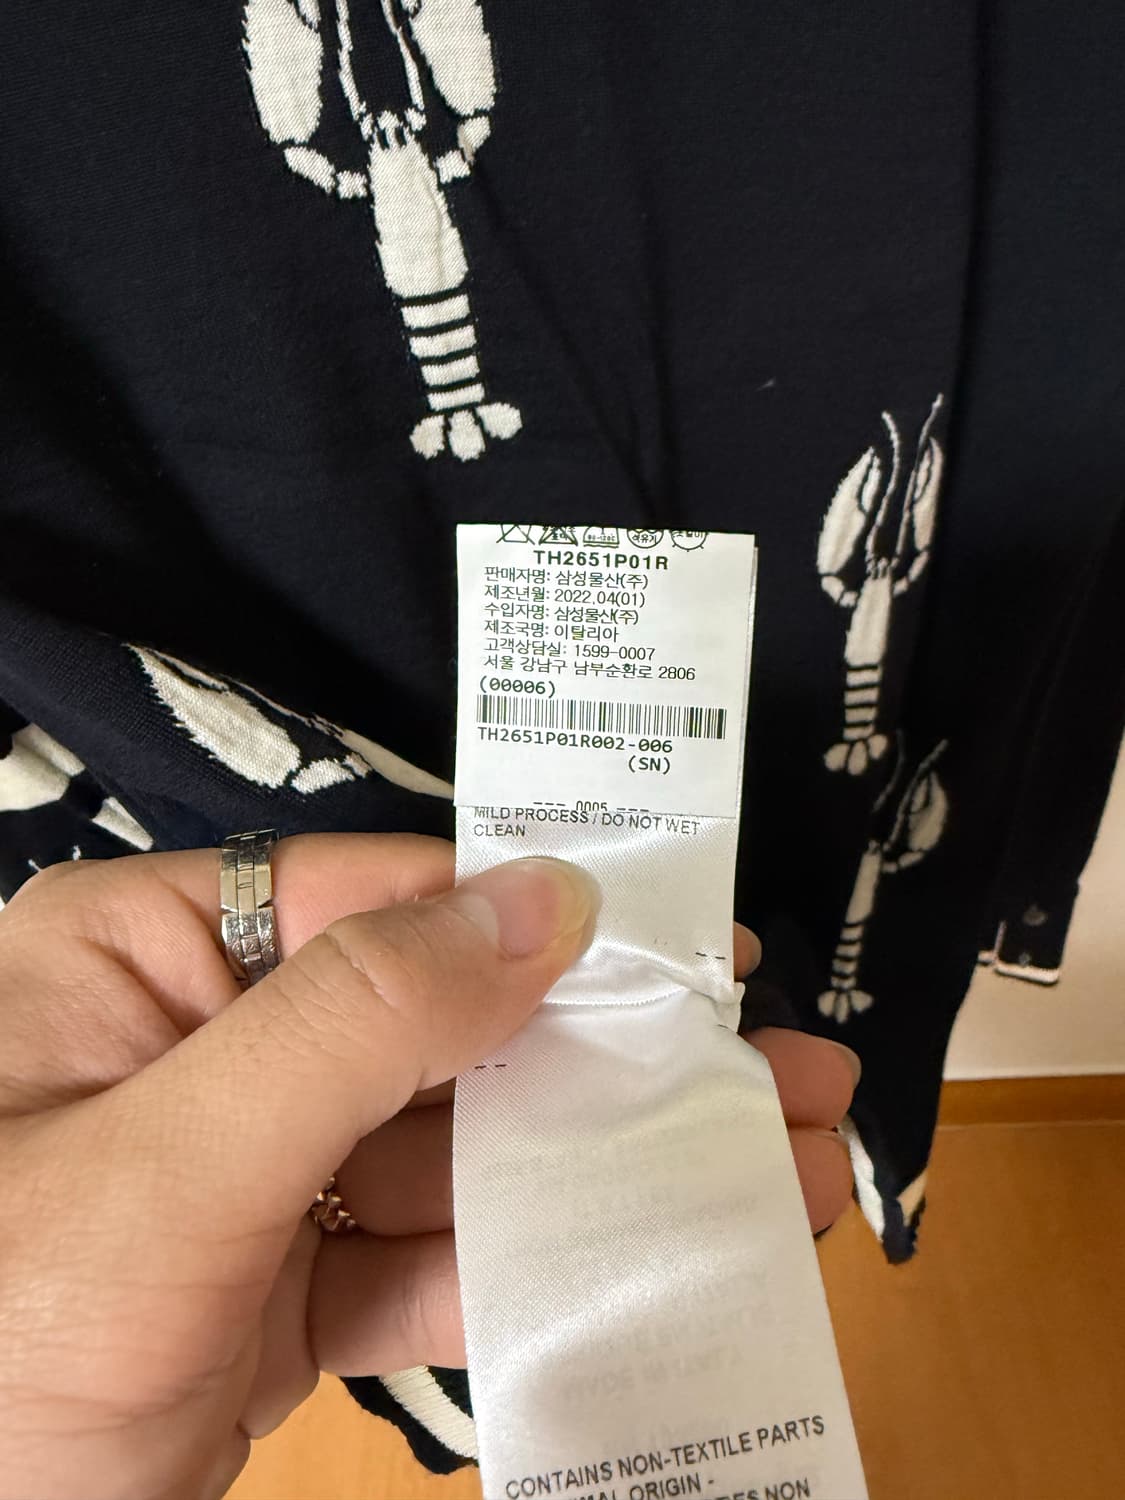 TH2651P01R
판매자명: 삼성물산(주)
제조년월: 2022.04(01)
수입자명: 삼성물산(주)
제조국명: 이탈리아
고객상담실: 1599-0007
서울 강남구 남부순환로 2806
(00006)
TH2651P01R002-006
(SN)
--- 0005 ---
MILD PROCESS / DO NOT WET
CLEAN
CONTAINS NON-TEXTILE PARTS
ORIGIN -
NON